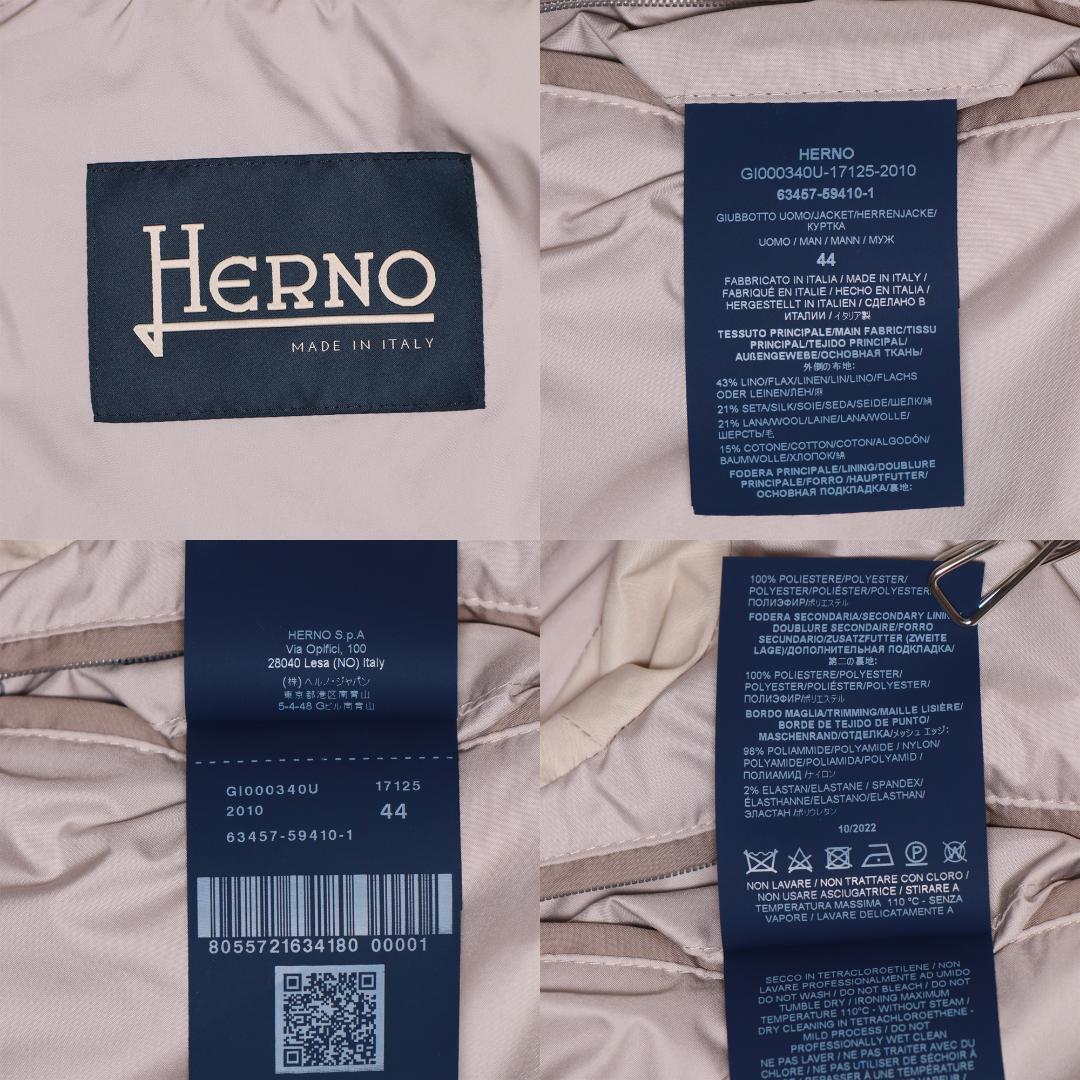 HERNO
MADE IN ITALY
HERNO
GI000340U-17125-2010
63457-59410-1
GIUBBOTTO UOMO/JACKET/HERRENJACKE/
КУРТКА
UOMO / MAN / MANN / МУЖ
44
FABBRICATO IN ITALIA / MADE IN ITALY /
FABRIQUÉ EN ITALIE / HECHO EN ITALIA /
HERGESTELLT IN ITALIEN / СДЕЛАНО В
ИТАЛИИ / イタリア製
TESSUTO PRINCIPALE/MAIN FABRIC/TISSU
PRINCIPAL/TEJIDO PRINCIPAL/
AUßENGEWEBE/ОСНОВНАЯ ТКАНЬ/
外側の布地:
43% LINO/FLAX/LINEN/LIN/LINO/FLACHS
ODER LEINEN/ЛЕН/麻
21% SETA/SILK/SOIE/SEDA/SEIDE/ШЕЛК/絹
21% LANA/WOOL/LAINE/LANA/WOLLE/
ШЕРСТЬ/毛
15% COTONE/COTTON/COTON/ALGODÓN/
BAUMWOLLE/ХЛОПОК/綿
FODERA PRINCIPALE/LINING/DOUBLURE
PRINCIPALE/FORRO /HAUPTFUTTER/
ОСНОВНАЯ ПОДКЛАДКА/裏地:
HERNO S.p.A
Via Opifici, 100
28040 Lesa (NO) Italy
(株) ヘルノ・ジャパン
東京都港区南青山
5-4-48 Gビル南青山
GI000340U 17125
2010 44
63457-59410-1
8055721634180 00001
100% POLIESTERE/POLYESTER/
POLYESTER/POLIÉSTER/POLYESTER/
ПОЛИЭФИР/ポリエステル
FODERA SECONDARIA/SECONDARY LININ
DOUBLURE SECONDAIRE/FORRO
SECUNDARIO/ZUSATZFUTTER (ZWEITE
LAGE)/ДОПОЛНИТЕЛЬНАЯ ПОДКЛАДКА/
第二の裏地:
100% POLIESTERE/POLYESTER/
POLYESTER/POLIÉSTER/POLYESTER/
ПОЛИЭФИР/ポリエステル
BORDO MAGLIA/TRIMMING/MAILLE LISIÈRE/
BORDE DE TEJIDO DE PUNTO/
MASCHENRAND/ОТДЕЛКА/メッシュ エッジ:
98% POLIAMMIDE/POLYAMIDE / NYLON/
POLYAMIDE/POLIAMIDA/POLYAMID /
ПОЛИАМИД /ナイロン
2% ELASTAN/ELASTANE / SPANDEX/
ÉLASTHANNE/ELASTANO/ELASTHAN/
ЭЛАСТАН /ポリウレタン
10/2022
NON LAVARE / NON TRATTARE CON CLORO /
NON USARE ASCIUGATRICE / STIRARE A
TEMPERATURA MASSIMA 110 °C - SENZA
VAPORE / LAVARE DELICATAMENTE A
SECCO IN TETRACLOROETILENE / NON
LAVARE PROFESSIONALMENTE AD UMIDO
DO NOT WASH / DO NOT BLEACH / DO NOT
TUMBLE DRY / IRONING MAXIMUM
TEMPERATURE 110°C - WITHOUT STEAM /
DRY CLEANING IN TETRACHLOROETHENE -
MILD PROCESS / DO NOT
PROFESSIONALLY WET CLEAN
NE PAS LAVER / NE PAS TRAITER AVEC DU
CHLORE / NE PAS UTILISER DE SÉCHOIR À
LINGE / REPASSER À TEMPÉRATURE